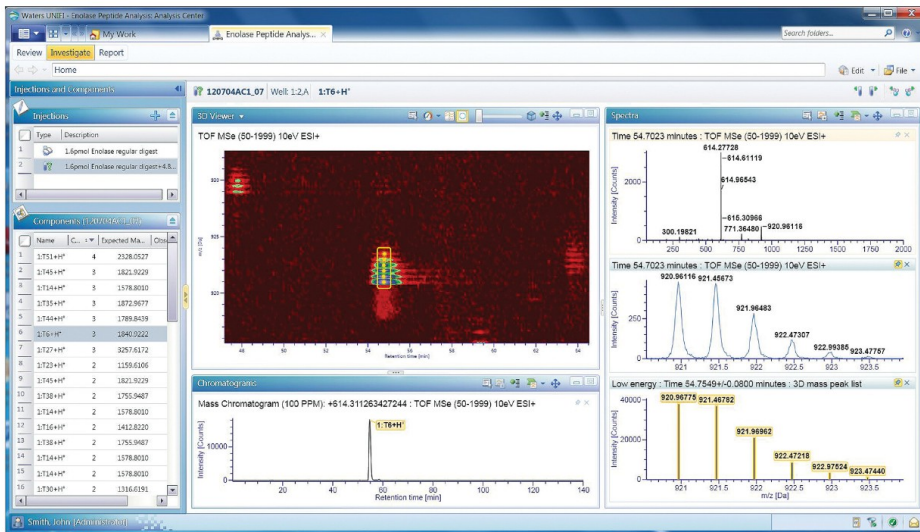 Waters UNIFI - Enolase Peptide Analysis: Analysis Center
My Work
Enolase Peptide Analys...
Search folders...
Review Investigate Report
Home
Edit
File
Injections and Components
120704AC1_07 Well: 1:2,A 1:T6+H⁺
Injections
Type Description
1 1.6pmol Enolase regular digest
2 1.6pmol Enolase regular digest+4.8...
Components (120704AC1_07)
Name C... Expected Ma... Obse
1 1:T51+H⁺ 4 2328.0527
2 1:T45+H⁺ 3 1821.9229
3 1:T14+H⁺ 3 1578.8010
4 1:T35+H⁺ 3 1872.9677
5 1:T44+H⁺ 3 1789.8439
6 1:T6+H⁺ 3 1840.9222
7 1:T27+H⁺ 3 3257.6172
8 1:T23+H⁺ 2 1159.6106
9 1:T45+H⁺ 2 1821.9229
10 1:T38+H⁺ 2 1755.9487
11 1:T14+H⁺ 2 1578.8010
12 1:T16+H⁺ 2 1412.8220
13 1:T38+H⁺ 2 1755.9487
14 1:T14+H⁺ 2 1578.8010
15 1:T14+H⁺ 2 1578.8010
16 1:T30+H⁺ 2 1316.6191
3D Viewer
TOF MSe (50-1999) 10eV ESI+
m/z [Da]
48 50 52 54 56 58 60 62 64
Retention time [min]
Chromatograms
Mass Chromatogram (100 PPM): +614.311263427244 : TOF MSe (50-1999) 10eV ESI+
1:T6+H⁺
Intensity [Counts]
10000
0
20 40 60 80 100 120 140
Retention time [min]
Spectra
Time 54.7023 minutes : TOF MSe (50-1999) 10eV ESI+
614.27728
614.61119
614.96543
615.30966
300.19821
771.36480
920.96116
Intensity [Counts]
2000
0
250 500 750 1000 1250 1500 1750 2000
Time 54.7023 minutes : TOF MSe (50-1999) 10eV ESI+
920.96116
921.45673
921.96483
922.47307
922.99385
923.47757
Intensity [Counts]
250
0
921 921.5 922 922.5 923 923.5
Low energy : Time 54.7549+/-0.0800 minutes : 3D mass peak list
40000
920.96775
921.46782
921.96962
922.47218
922.97524
923.47440
Intensity [Counts]
20000
0
921 921.5 922 922.5 923 923.5
m/z [Da]
Smith, John (Administrator)